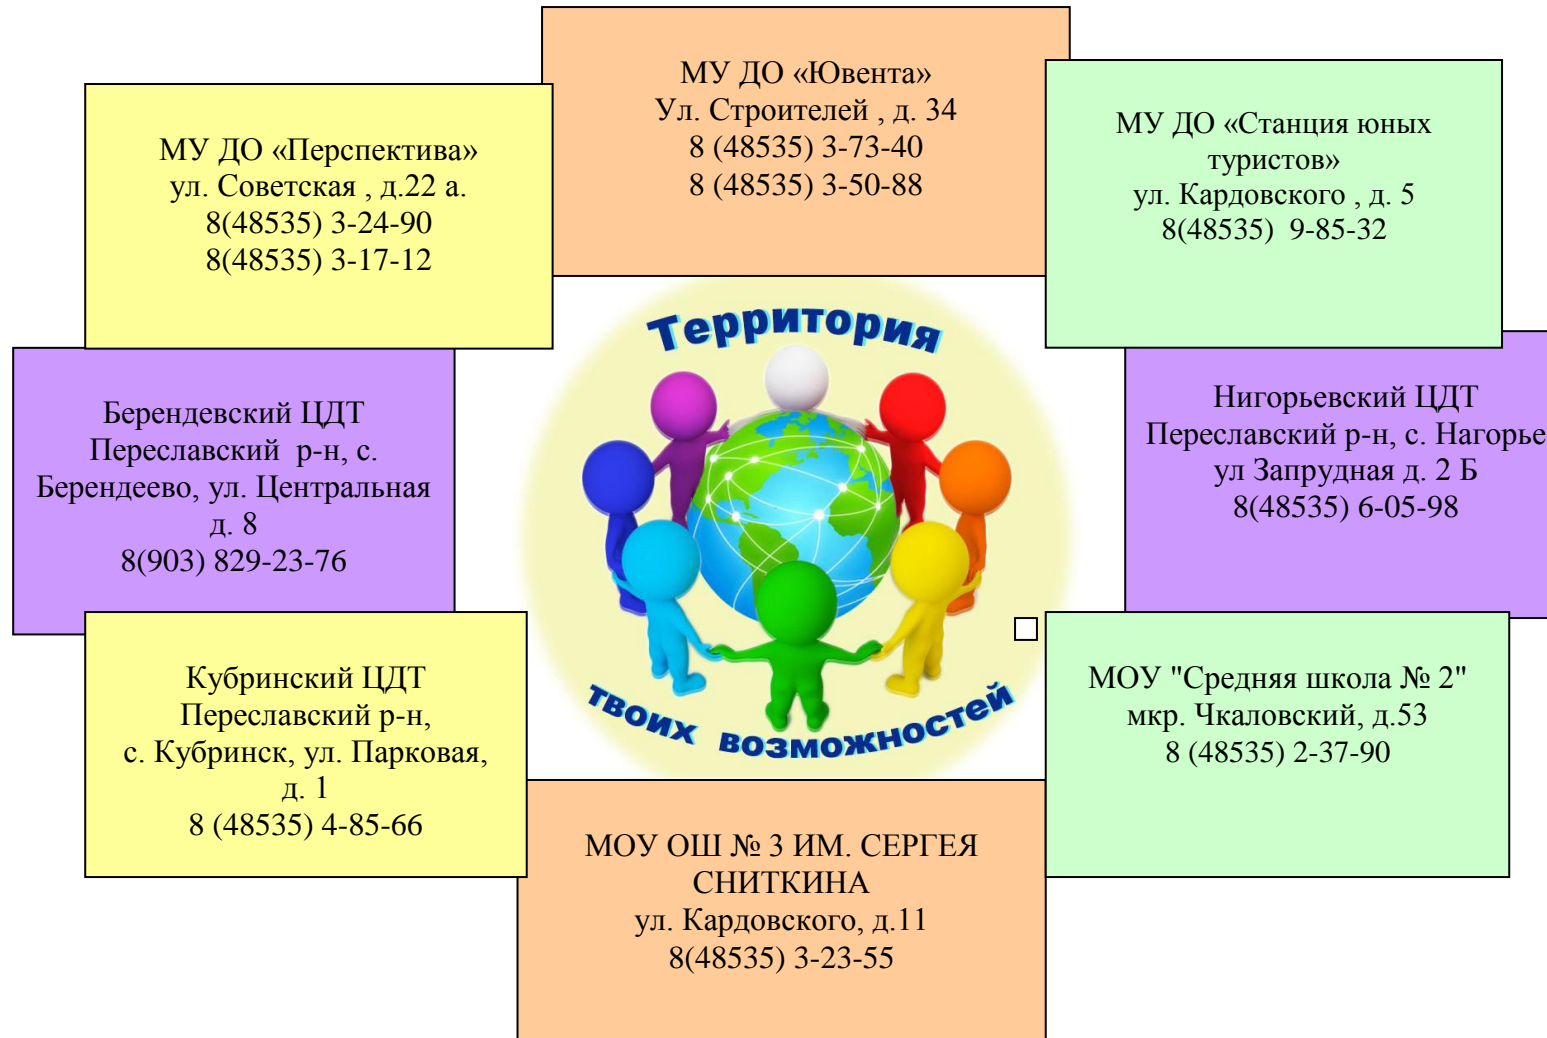 МУ ДО «Ювента»
Ул. Строителей , д. 34
8 (48535) 3-73-40
8 (48535) 3-50-88
МУ ДО «Перспектива»
ул. Советская , д.22 а.
8(48535) 3-24-90
8(48535) 3-17-12
МУ ДО «Станция юных
туристов»
ул. Кардовского , д. 5
8(48535)  9-85-32
Территория
твоих возможностей
Берендевский ЦДТ
Переславский  р-н, с.
Берендеево, ул. Центральная
д. 8
8(903) 829-23-76
Нигорьевский ЦДТ
Переславский р-н, с. Нагорье
ул Запрудная д. 2 Б
8(48535) 6-05-98
Кубринский ЦДТ
Переславский р-н,
с. Кубринск, ул. Парковая,
д. 1
8 (48535) 4-85-66
МОУ "Средняя школа № 2"
мкр. Чкаловский, д.53
8 (48535) 2-37-90
МОУ ОШ № 3 ИМ. СЕРГЕЯ
СНИТКИНА
ул. Кардовского, д.11
8(48535) 3-23-55